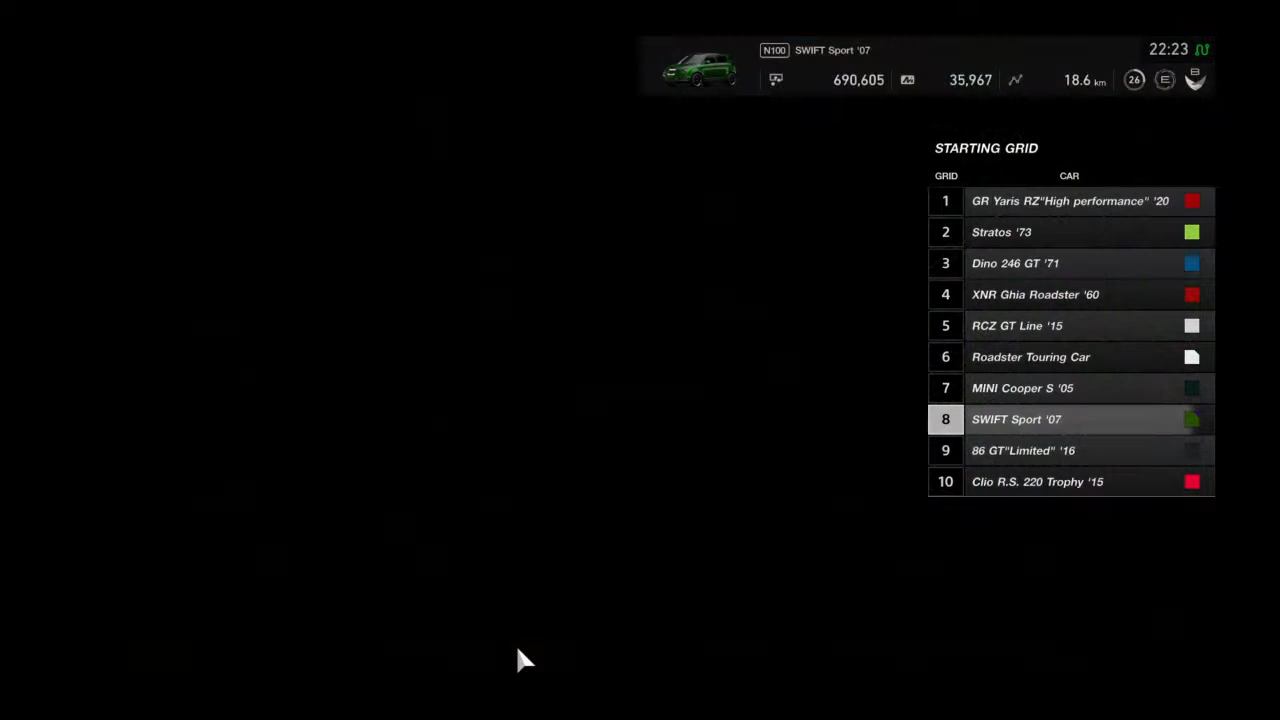 N100 SWIFT Sport '07
22:23
690,605 35,967 18.6 km 26 E B
STARTING GRID
GRID CAR
1 GR Yaris RZ"High performance" '20
2 Stratos '73
3 Dino 246 GT '71
4 XNR Ghia Roadster '60
5 RCZ GT Line '15
6 Roadster Touring Car
7 MINI Cooper S '05
8 SWIFT Sport '07
9 86 GT"Limited" '16
10 Clio R.S. 220 Trophy '15